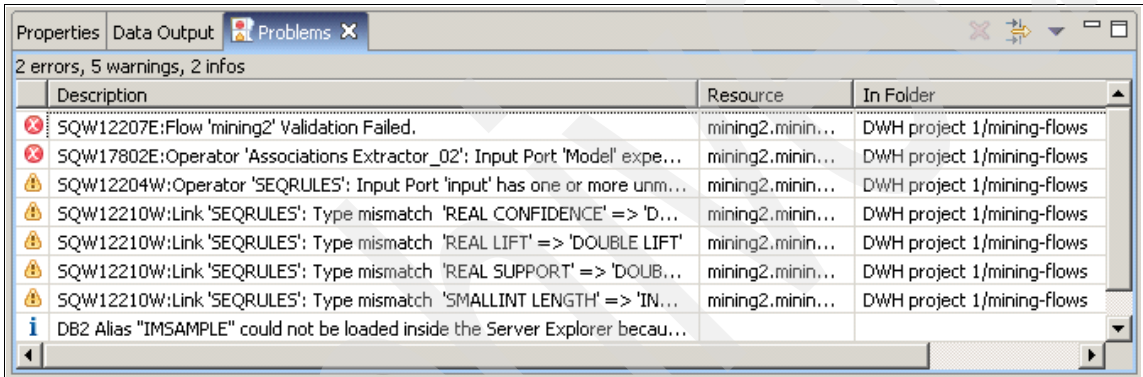 Properties Data Output Problems
2 errors, 5 warnings, 2 infos
Description Resource In Folder
SQW12207E:Flow 'mining2' Validation Failed. mining2.minin... DWH project 1/mining-flows
SQW17802E:Operator 'Associations Extractor_02': Input Port 'Model' expe... mining2.minin... DWH project 1/mining-flows
SQW12204W:Operator 'SEQRULES': Input Port 'input' has one or more unm... mining2.minin... DWH project 1/mining-flows
SQW12210W:Link 'SEQRULES': Type mismatch 'REAL CONFIDENCE' => 'D... mining2.minin... DWH project 1/mining-flows
SQW12210W:Link 'SEQRULES': Type mismatch 'REAL LIFT' => 'DOUBLE LIFT' mining2.minin... DWH project 1/mining-flows
SQW12210W:Link 'SEQRULES': Type mismatch 'REAL SUPPORT' => 'DOUB... mining2.minin... DWH project 1/mining-flows
SQW12210W:Link 'SEQRULES': Type mismatch 'SMALLINT LENGTH' => 'IN... mining2.minin... DWH project 1/mining-flows
DB2 Alias "IMSAMPLE" could not be loaded inside the Server Explorer becau...